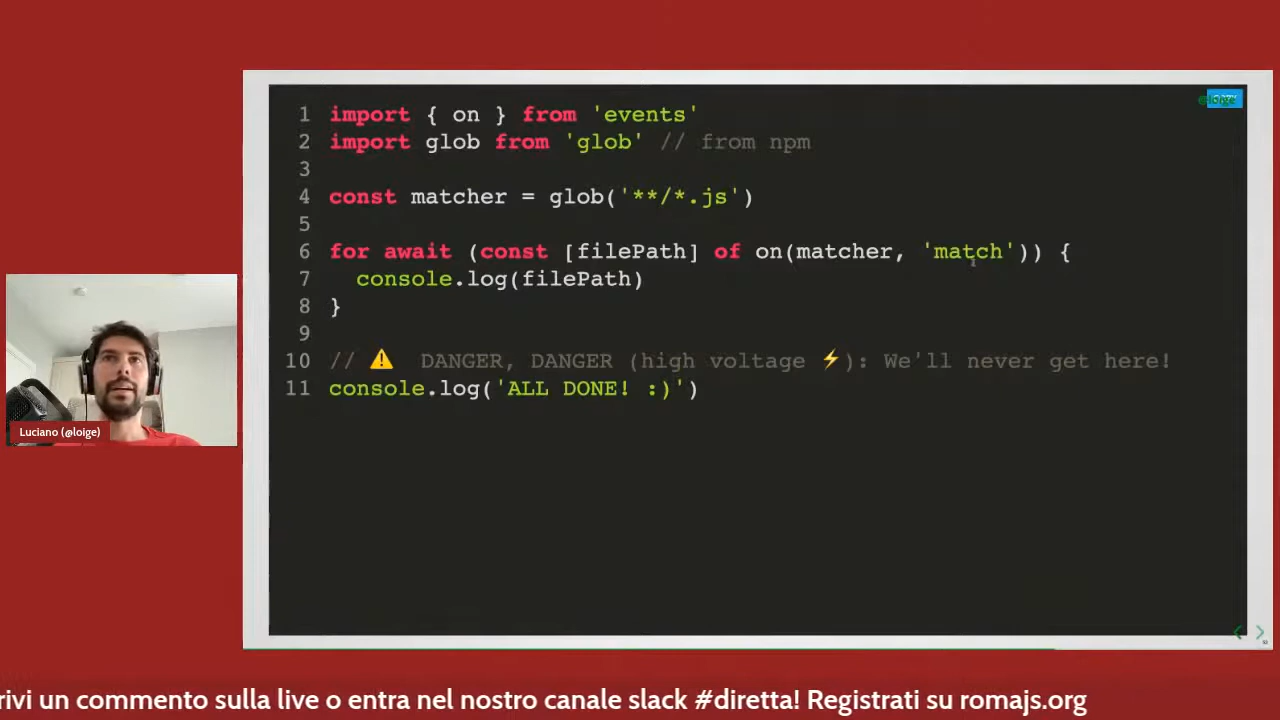 @loige
1 import { on } from 'events'
2 import glob from 'glob' // from npm
3
4 const matcher = glob('**/*.js')
5
6 for await (const [filePath] of on(matcher, 'match')) {
7 console.log(filePath)
8 }
9
10 // ⚠️ DANGER, DANGER (high voltage ⚡): We'll never get here!
11 console.log('ALL DONE! :)')
Luciano (@loige)
rivi un commento sulla live o entra nel nostro canale slack #diretta! Registrati su romajs.org